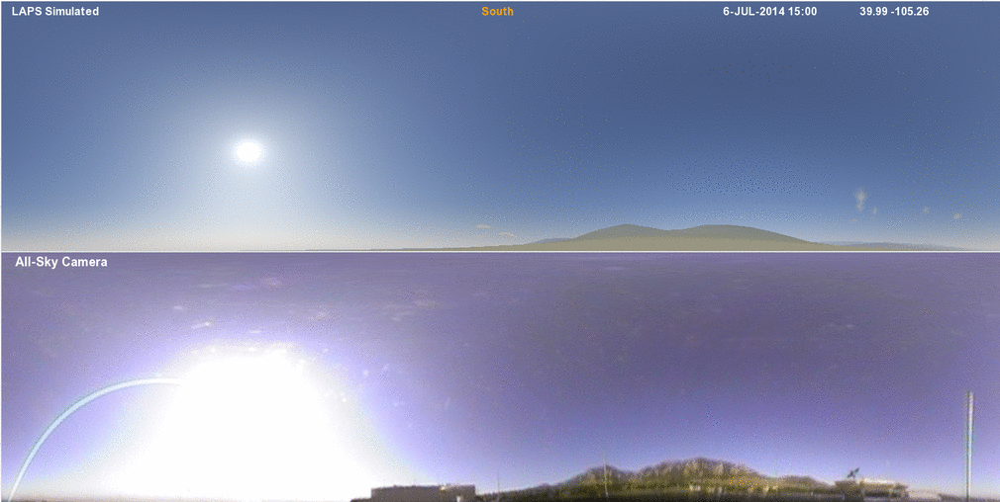 LAPS Simulated South 6-JUL-2014 15:00 39.99 -105.26
All-Sky Camera